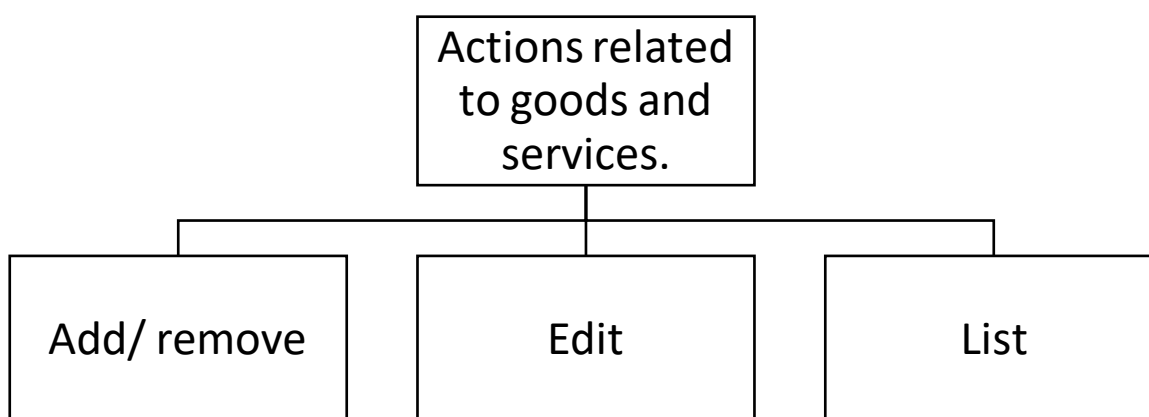 Actions related
to goods and
services.
Add/ remove
Edit
List